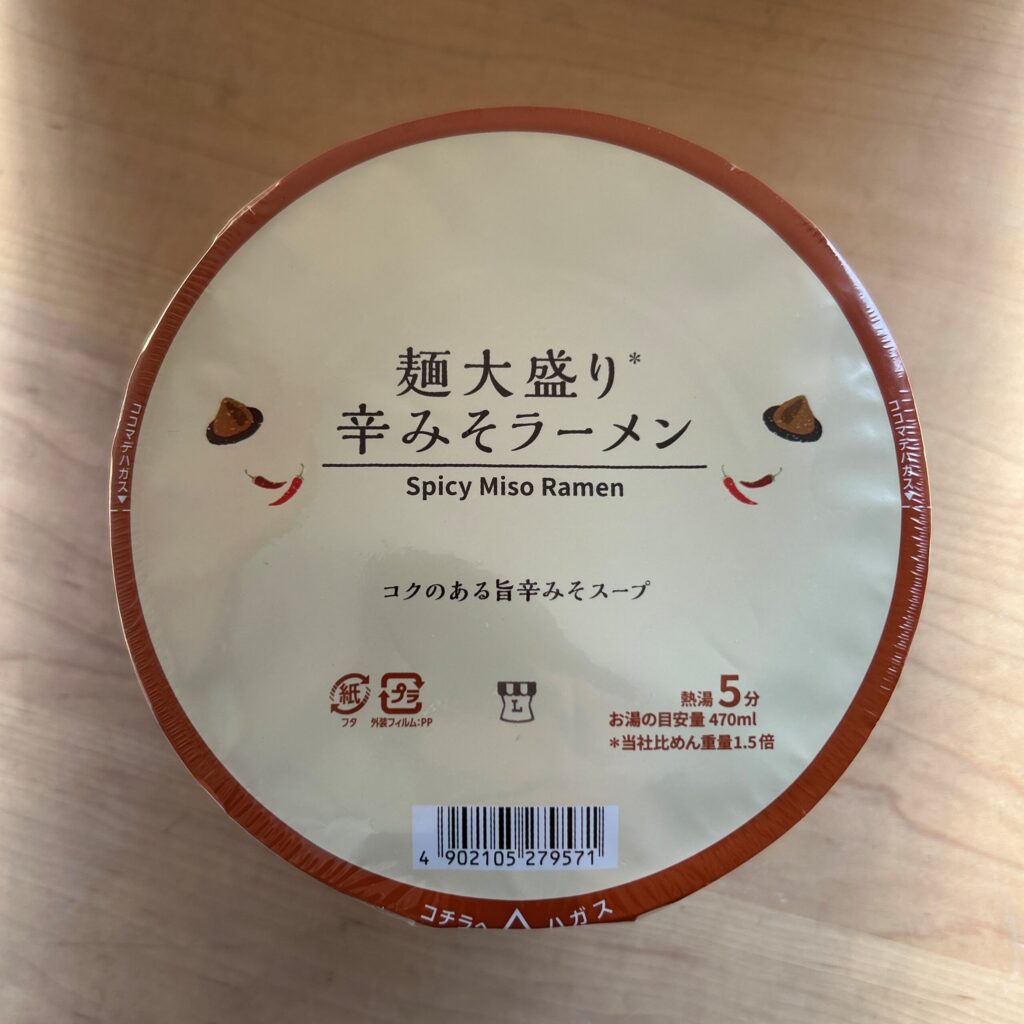 麺大盛り*
辛みそラーメン
Spicy Miso Ramen
コクのある旨辛みそスープ
ココマデハガス▼
ココマデハガス▼
紙
フタ
プラ
外装フィルム:PP
L
熱湯5分
お湯の目安量 470ml
*当社比めん重量1.5倍
4 902105 279571
コチラへ △ ハガス